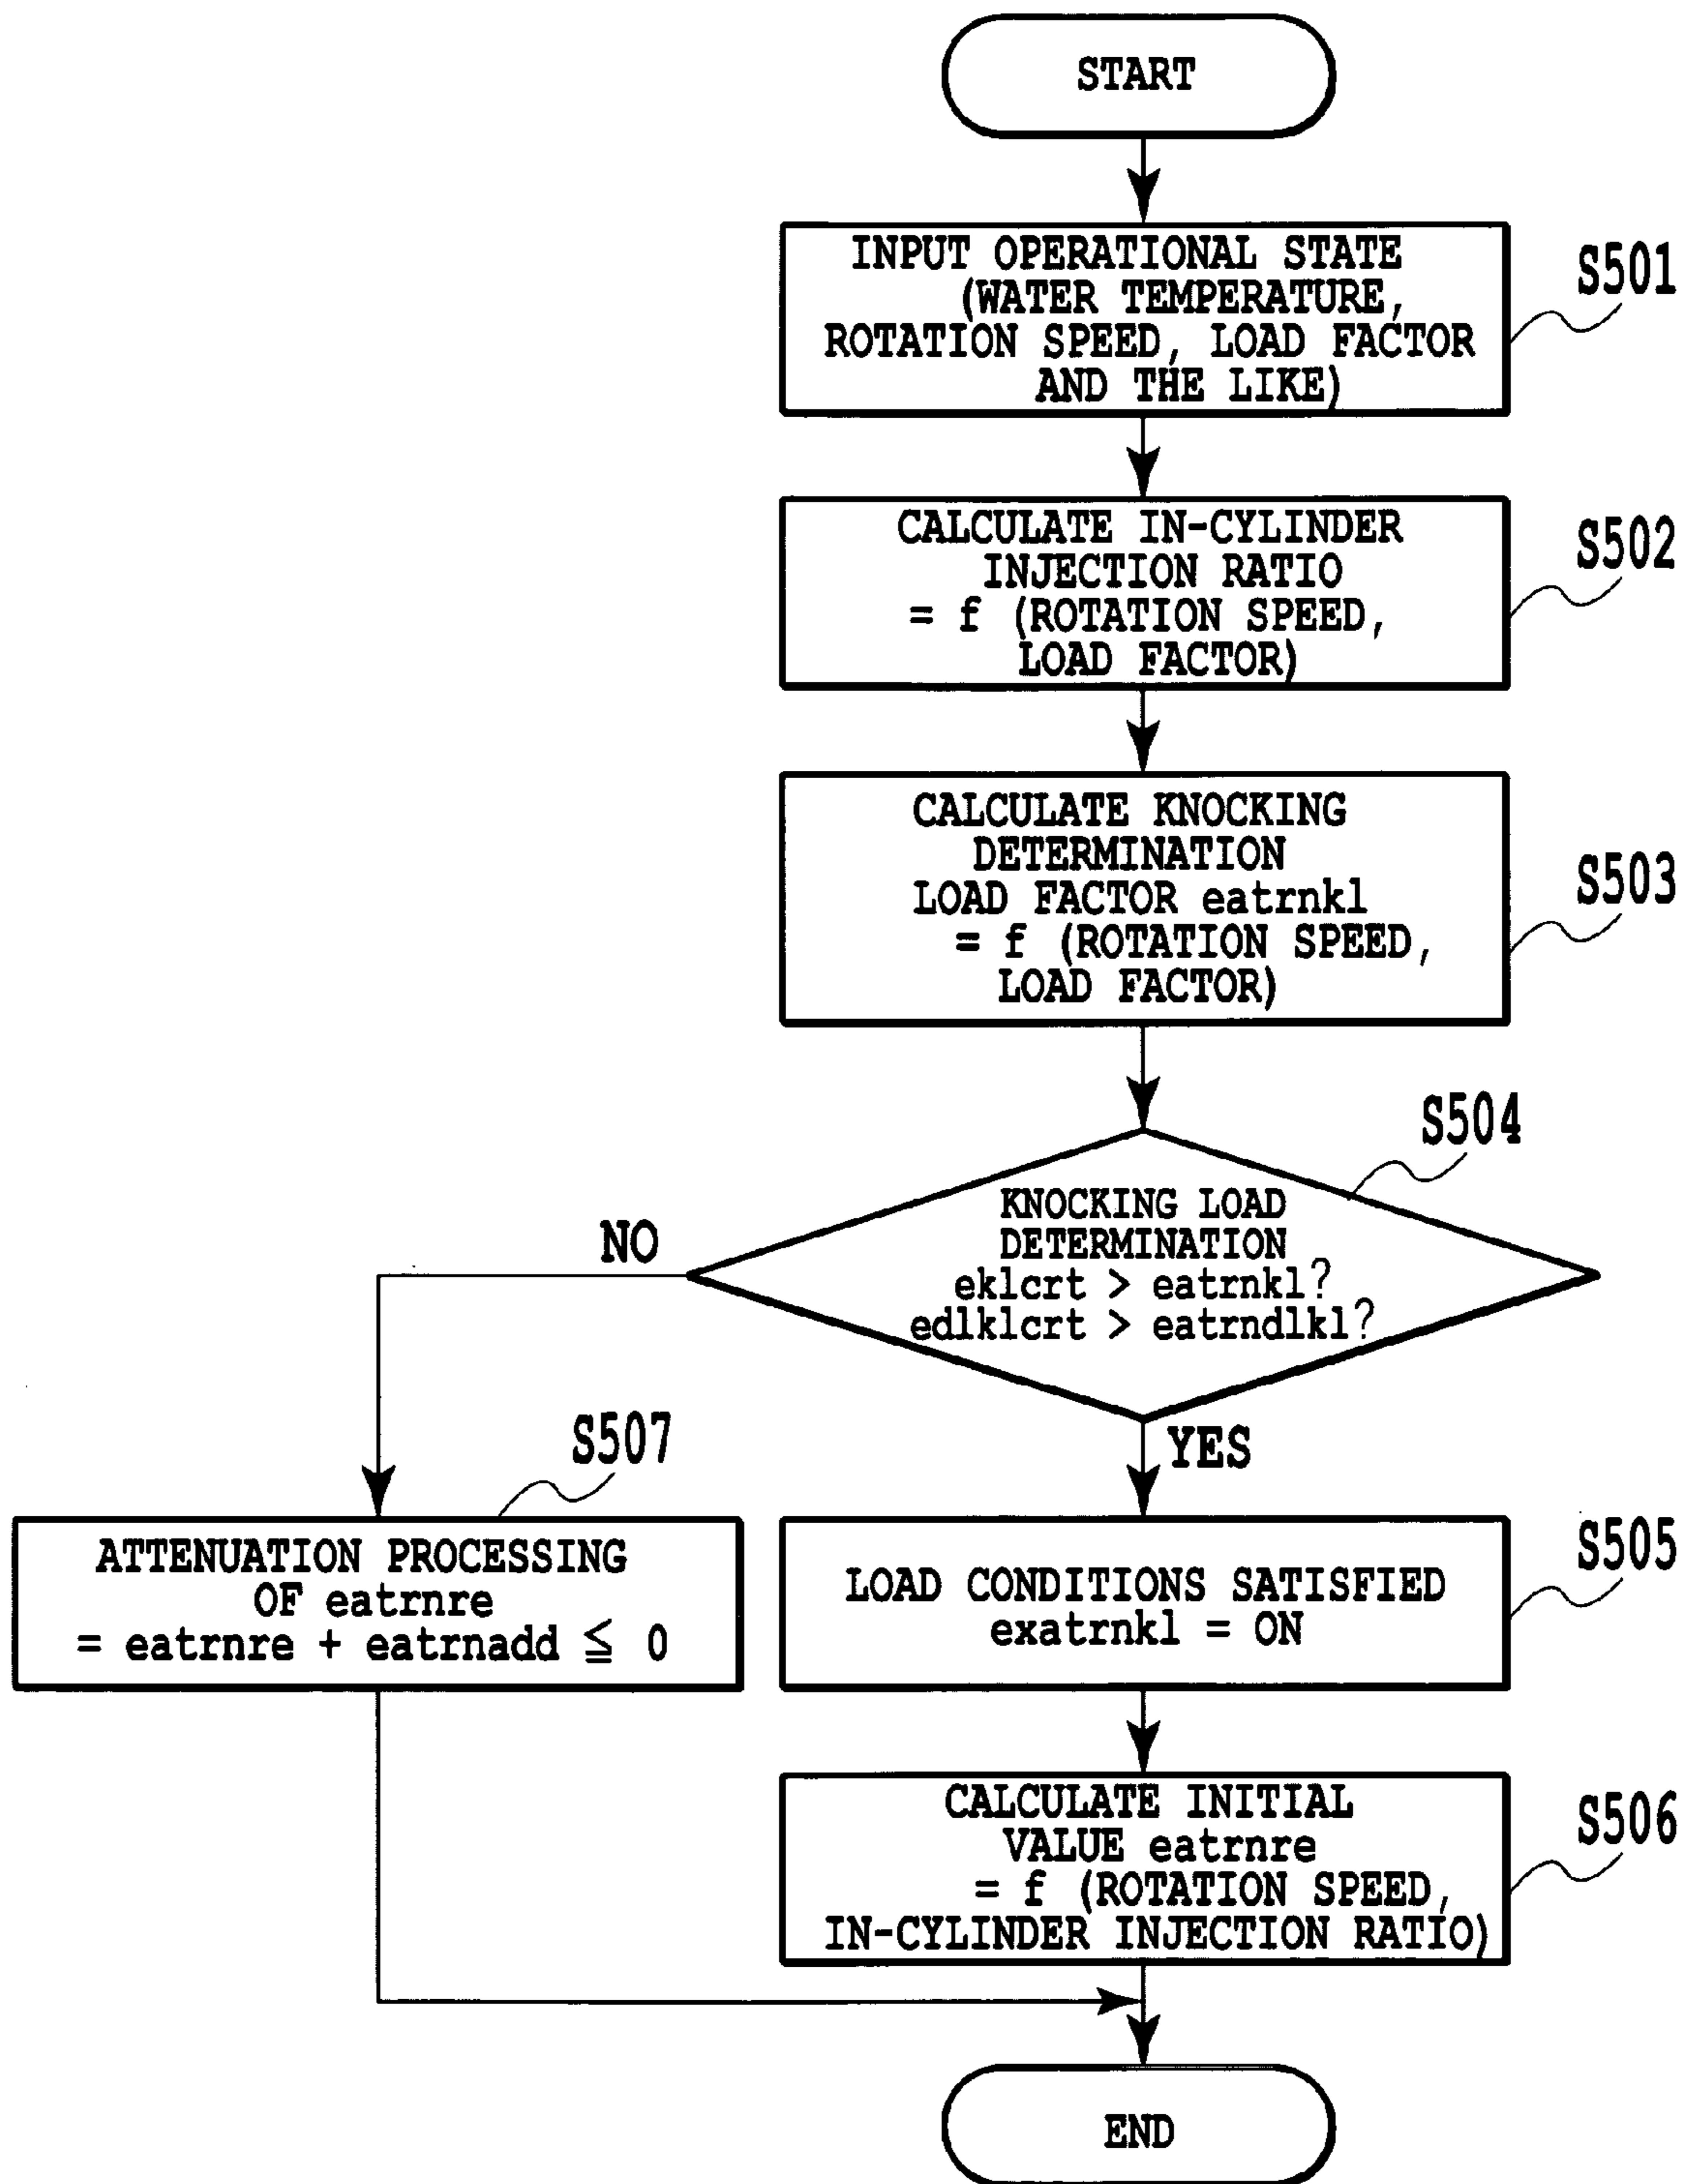 START
INPUT OPERATIONAL STATE
(WATER TEMPERATURE,
ROTATION SPEED, LOAD FACTOR
AND THE LIKE)
S501
CALCULATE IN-CYLINDER
INJECTION RATIO
= f (ROTATION SPEED,
LOAD FACTOR)
S502
CALCULATE KNOCKING
DETERMINATION
LOAD FACTOR eatrnkl
= f (ROTATION SPEED,
LOAD FACTOR)
S503
S504
KNOCKING LOAD
DETERMINATION
eklcrt > eatrnkl?
edlklcrt > eatrndlkl?
NO
YES
S507
ATTENUATION PROCESSING
OF eatrnre
= eatrnre + eatrnadd ≦ 0
LOAD CONDITIONS SATISFIED
exatrnkl = ON
S505
CALCULATE INITIAL
VALUE eatrnre
= f (ROTATION SPEED,
IN-CYLINDER INJECTION RATIO)
S506
END